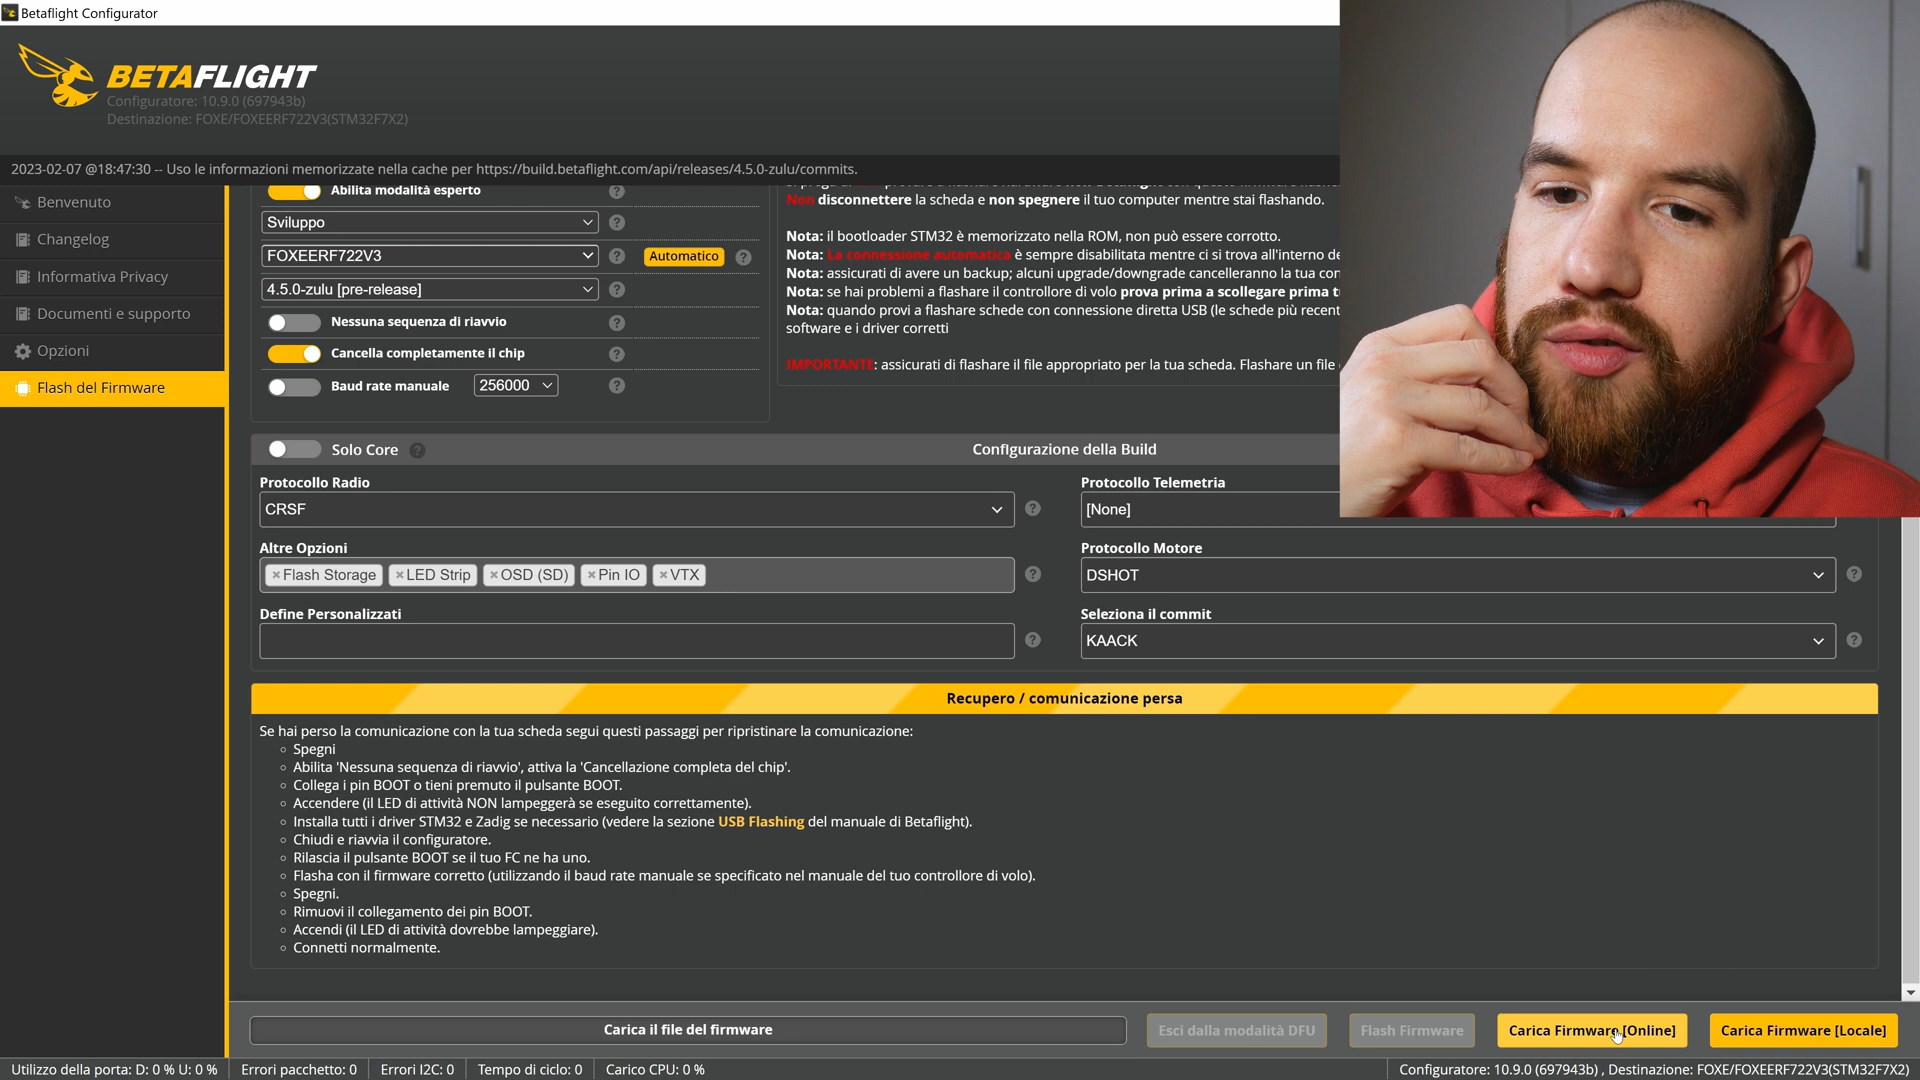 Betaflight Configurator
BETAFLIGHT
Configuratore: 10.9.0 (697943b)
Destinazione: FOXE/FOXEERF722V3(STM32F7X2)
2023-02-07 @18:47:30 -- Uso le informazioni memorizzate nella cache per https://build.betaflight.com/api/releases/4.5.0-zulu/commits.
Benvenuto
Changelog
Informativa Privacy
Documenti e supporto
Opzioni
Flash del Firmware
Abilita modalità esperto
Sviluppo
FOXEERF722V3
Automatico
4.5.0-zulu [pre-release]
Nessuna sequenza di riavvio
Cancella completamente il chip
Baud rate manuale 256000
Non disconnettere la scheda e non spegnere il tuo computer mentre stai flashando.
Nota: il bootloader STM32 è memorizzato nella ROM, non può essere corrotto.
Nota: La connessione automatica è sempre disabilitata mentre ci si trova all'interno de
Nota: assicurati di avere un backup; alcuni upgrade/downgrade cancelleranno la tua con
Nota: se hai problemi a flashare il controllore di volo prova prima a scollegare prima t
Nota: quando provi a flashare schede con connessione diretta USB (le schede più recent
software e i driver corretti
IMPORTANTE: assicurati di flashare il file appropriato per la tua scheda. Flashare un file
Solo Core
Configurazione della Build
Protocollo Radio
CRSF
Protocollo Telemetria
[None]
Altre Opzioni
×Flash Storage ×LED Strip ×OSD (SD) ×Pin IO ×VTX
Protocollo Motore
DSHOT
Define Personalizzati
Seleziona il commit
KAACK
Recupero / comunicazione persa
Se hai perso la comunicazione con la tua scheda segui questi passaggi per ripristinare la comunicazione:
Spegni
Abilita 'Nessuna sequenza di riavvio', attiva la 'Cancellazione completa del chip'.
Collega i pin BOOT o tieni premuto il pulsante BOOT.
Accendere (il LED di attività NON lampeggerà se eseguito correttamente).
Installa tutti i driver STM32 e Zadig se necessario (vedere la sezione USB Flashing del manuale di Betaflight).
Chiudi e riavvia il configuratore.
Rilascia il pulsante BOOT se il tuo FC ne ha uno.
Flasha con il firmware corretto (utilizzando il baud rate manuale se specificato nel manuale del tuo controllore di volo).
Spegni.
Rimuovi il collegamento dei pin BOOT.
Accendi (il LED di attività dovrebbe lampeggiare).
Connetti normalmente.
Carica il file del firmware
Esci dalla modalità DFU
Flash Firmware
Carica Firmware [Online]
Carica Firmware [Locale]
Utilizzo della porta: D: 0 % U: 0 %
Errori pacchetto: 0
Errori I2C: 0
Tempo di ciclo: 0
Carico CPU: 0 %
Configuratore: 10.9.0 (697943b) , Destinazione: FOXE/FOXEERF722V3(STM32F7X2)